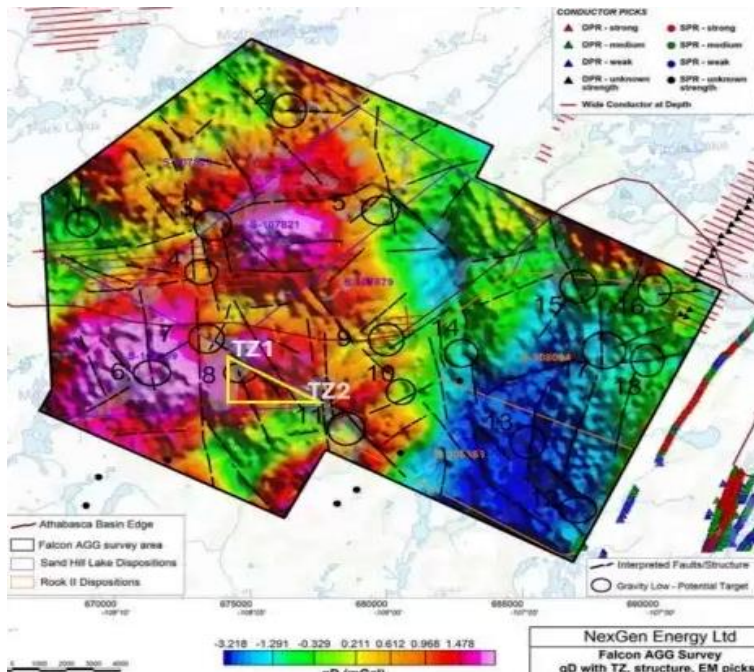 CONDUCTOR PICKS
DPR - strong
SPR - strong
DPR - medium
SPR - medium
DPR - weak
SPR - weak
DPR - unknown strength
SPR - unknown strength
Wide Conductor at Depth
2
3
5
S-107821
4
7
TZ1
6
8
TZ2
9
10
11
14
15
16
18
13
Athabasca Basin Edge
Falcon AGG survey area
Sand Hill Lake Dispositions
Rook II Dispositions
Interpreted Faults/Structure
Gravity Low - Potential Target
670000
675000
680000
685000
690000
-3.218 -1.291 -0.329 0.211 0.612 0.968 1.478
gD (mGal)
NexGen Energy Ltd
Falcon AGG Survey
gD with TZ, structure, EM picks